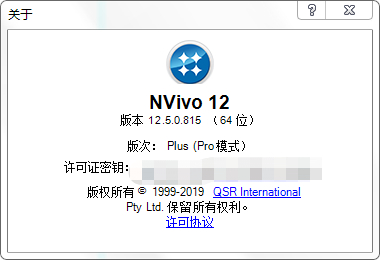 关于
NVivo 12
版本 12.5.0.815 （64 位）
版次： Plus (Pro模式)
许可证密钥：
版权所有 © 1999-2019 QSR International
Pty Ltd. 保留所有权利。
许可协议